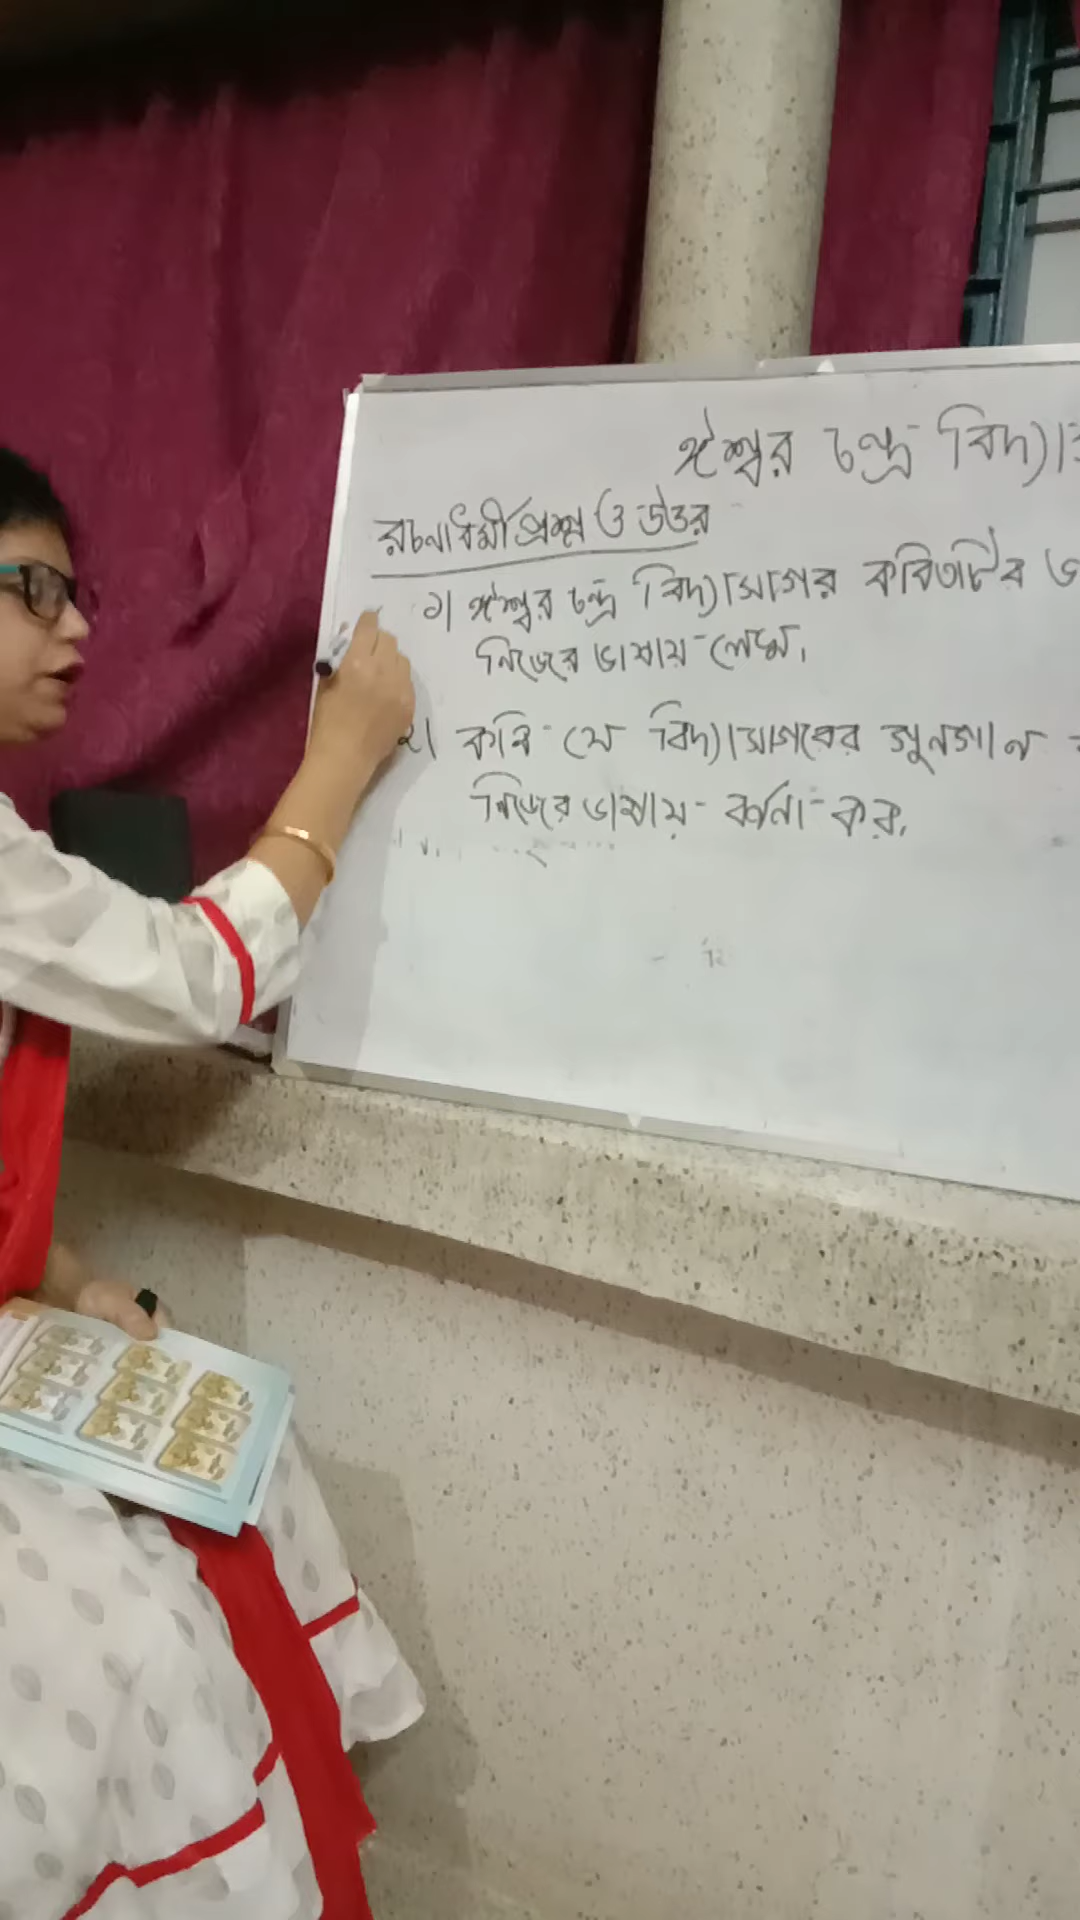 ঈশ্বর চন্দ্র বিদ্যা
রচনাধর্মী প্রশ্ন ও উত্তর
১। ঈশ্বর চন্দ্র বিদ্যাসাগর কবিতাটির
নিজের ভাষায় লেখ।
২। কবি যে বিদ্যাসাগরের গুনগান
নিজের ভাষায় বর্ণনা কর।